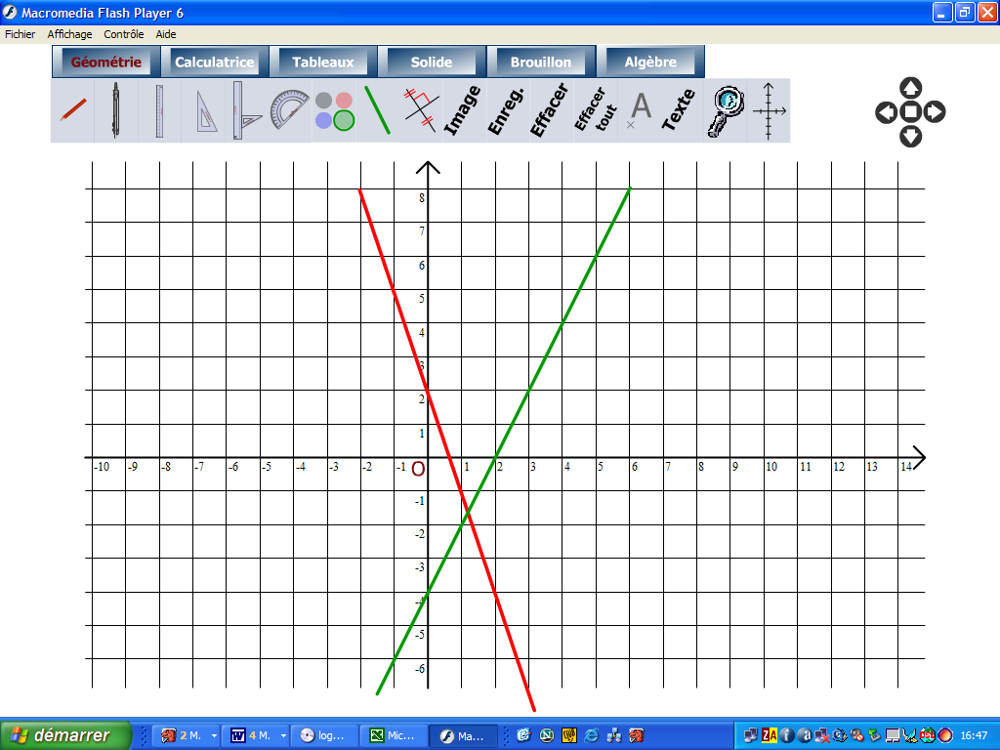 Macromedia Flash Player 6
Fichier Affichage Contrôle Aide
Géométrie Calculatrice Tableaux Solide Brouillon Algèbre
Image Enreg. Effacer Effacer tout A Texte
8
7
6
5
4
3
2
1
-10 -9 -8 -7 -6 -5 -4 -3 -2 -1 O 1 2 3 4 5 6 7 8 9 10 11 12 13 14
-1
-2
-3
-4
-5
-6
démarrer 2 M. 4 M. log... Mic... Ma... 16:47